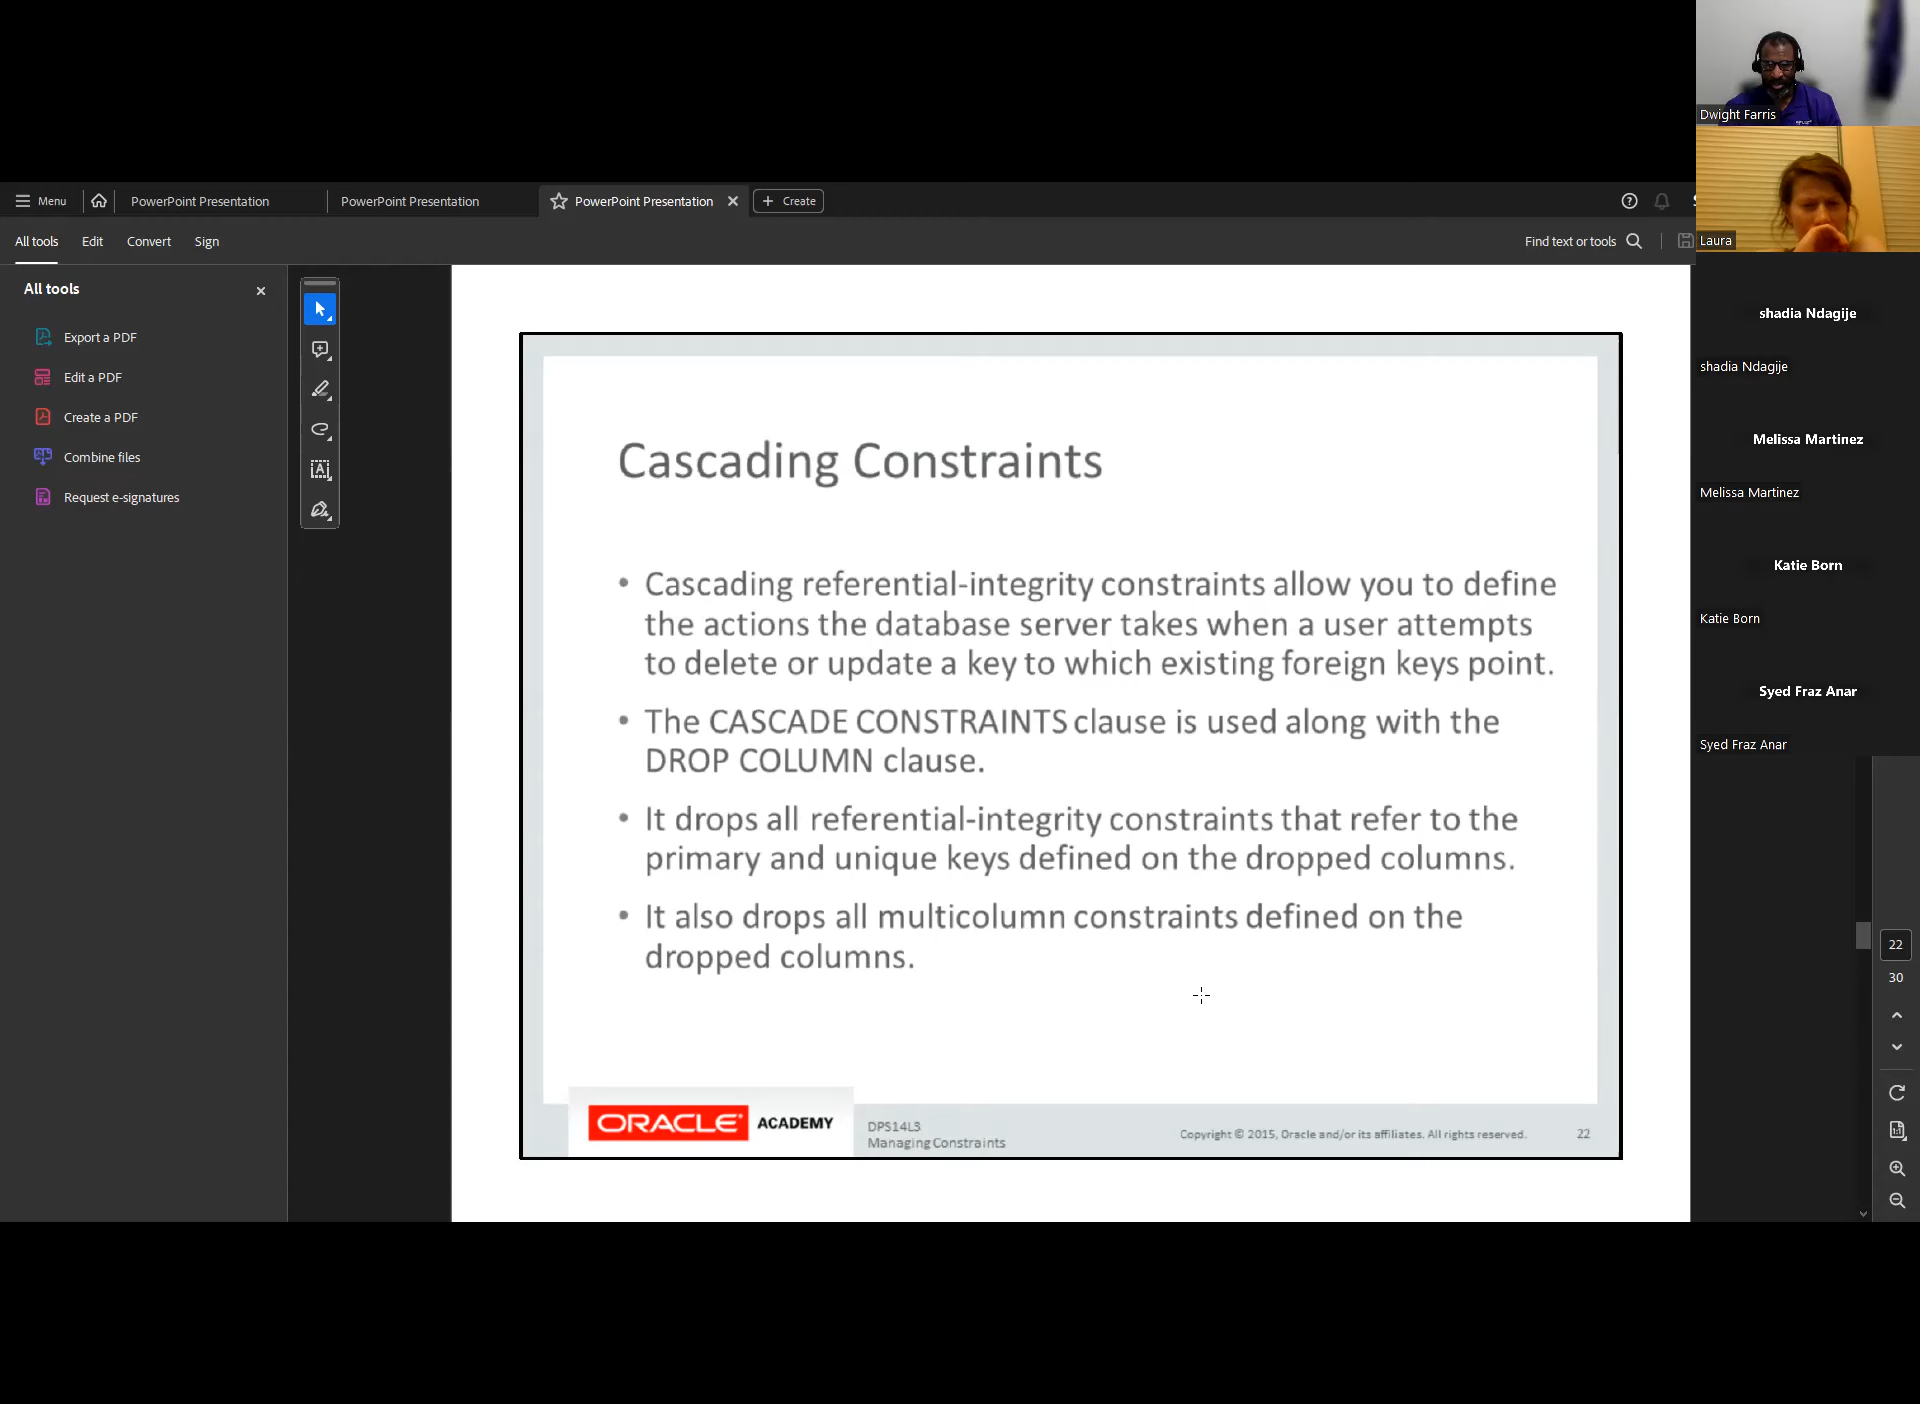 Dwight Farris
Menu
PowerPoint Presentation
PowerPoint Presentation
PowerPoint Presentation
Create
All tools
Edit
Convert
Sign
Find text or tools
Laura
All tools
Export a PDF
Edit a PDF
Create a PDF
Combine files
Request e-signatures
Cascading Constraints
• Cascading referential-integrity constraints allow you to define
the actions the database server takes when a user attempts
to delete or update a key to which existing foreign keys point.
• The CASCADE CONSTRAINTS clause is used along with the
DROP COLUMN clause.
• It drops all referential-integrity constraints that refer to the
primary and unique keys defined on the dropped columns.
• It also drops all multicolumn constraints defined on the
dropped columns.
ORACLE ACADEMY
DPS14L3
Managing Constraints
Copyright © 2015, Oracle and/or its affiliates. All rights reserved.
22
shadia Ndagije
shadia Ndagije
Melissa Martinez
Melissa Martinez
Katie Born
Katie Born
Syed Fraz Anar
Syed Fraz Anar
22
30